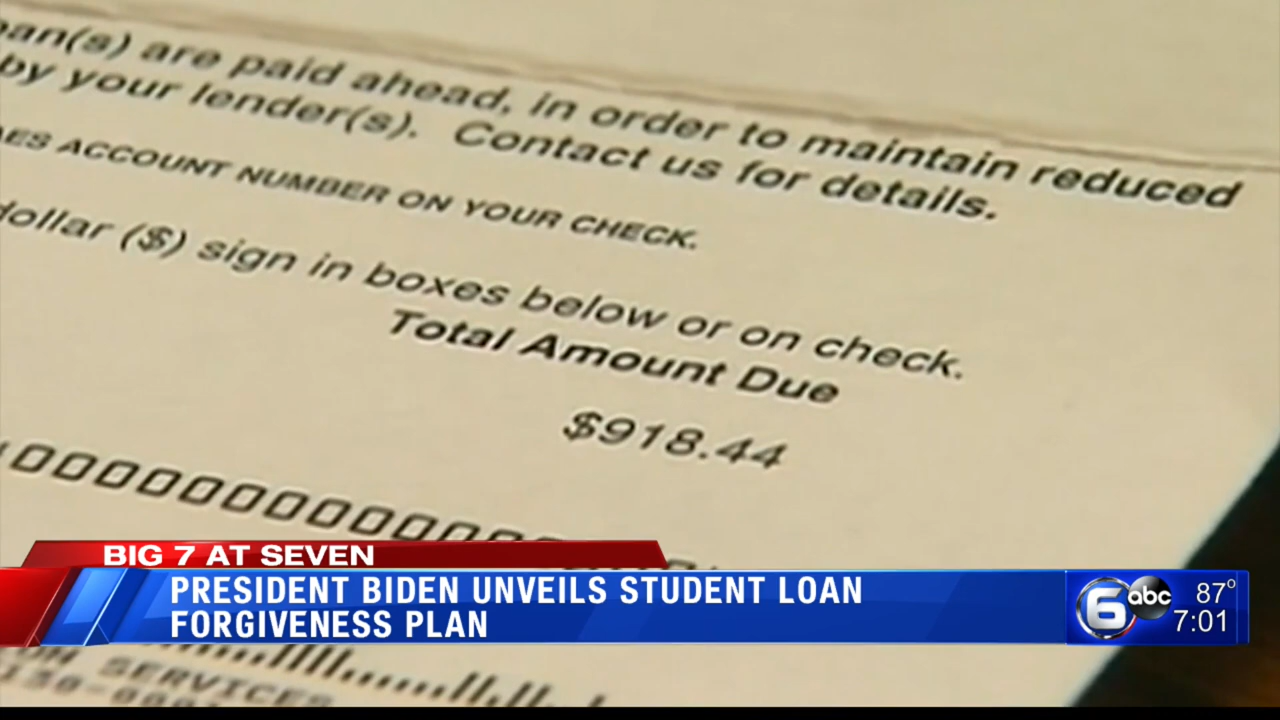 are paid ahead, in order to maintain reduced
by your lender(s). Contact us for details.
ACCOUNT NUMBER ON YOUR CHECK.
dollar ($) sign in boxes below or on check.
Total Amount Due
$918.44
BIG 7 AT SEVEN
PRESIDENT BIDEN UNVEILS STUDENT LOAN
FORGIVENESS PLAN
6 abc
87°
7:01
SERVICES